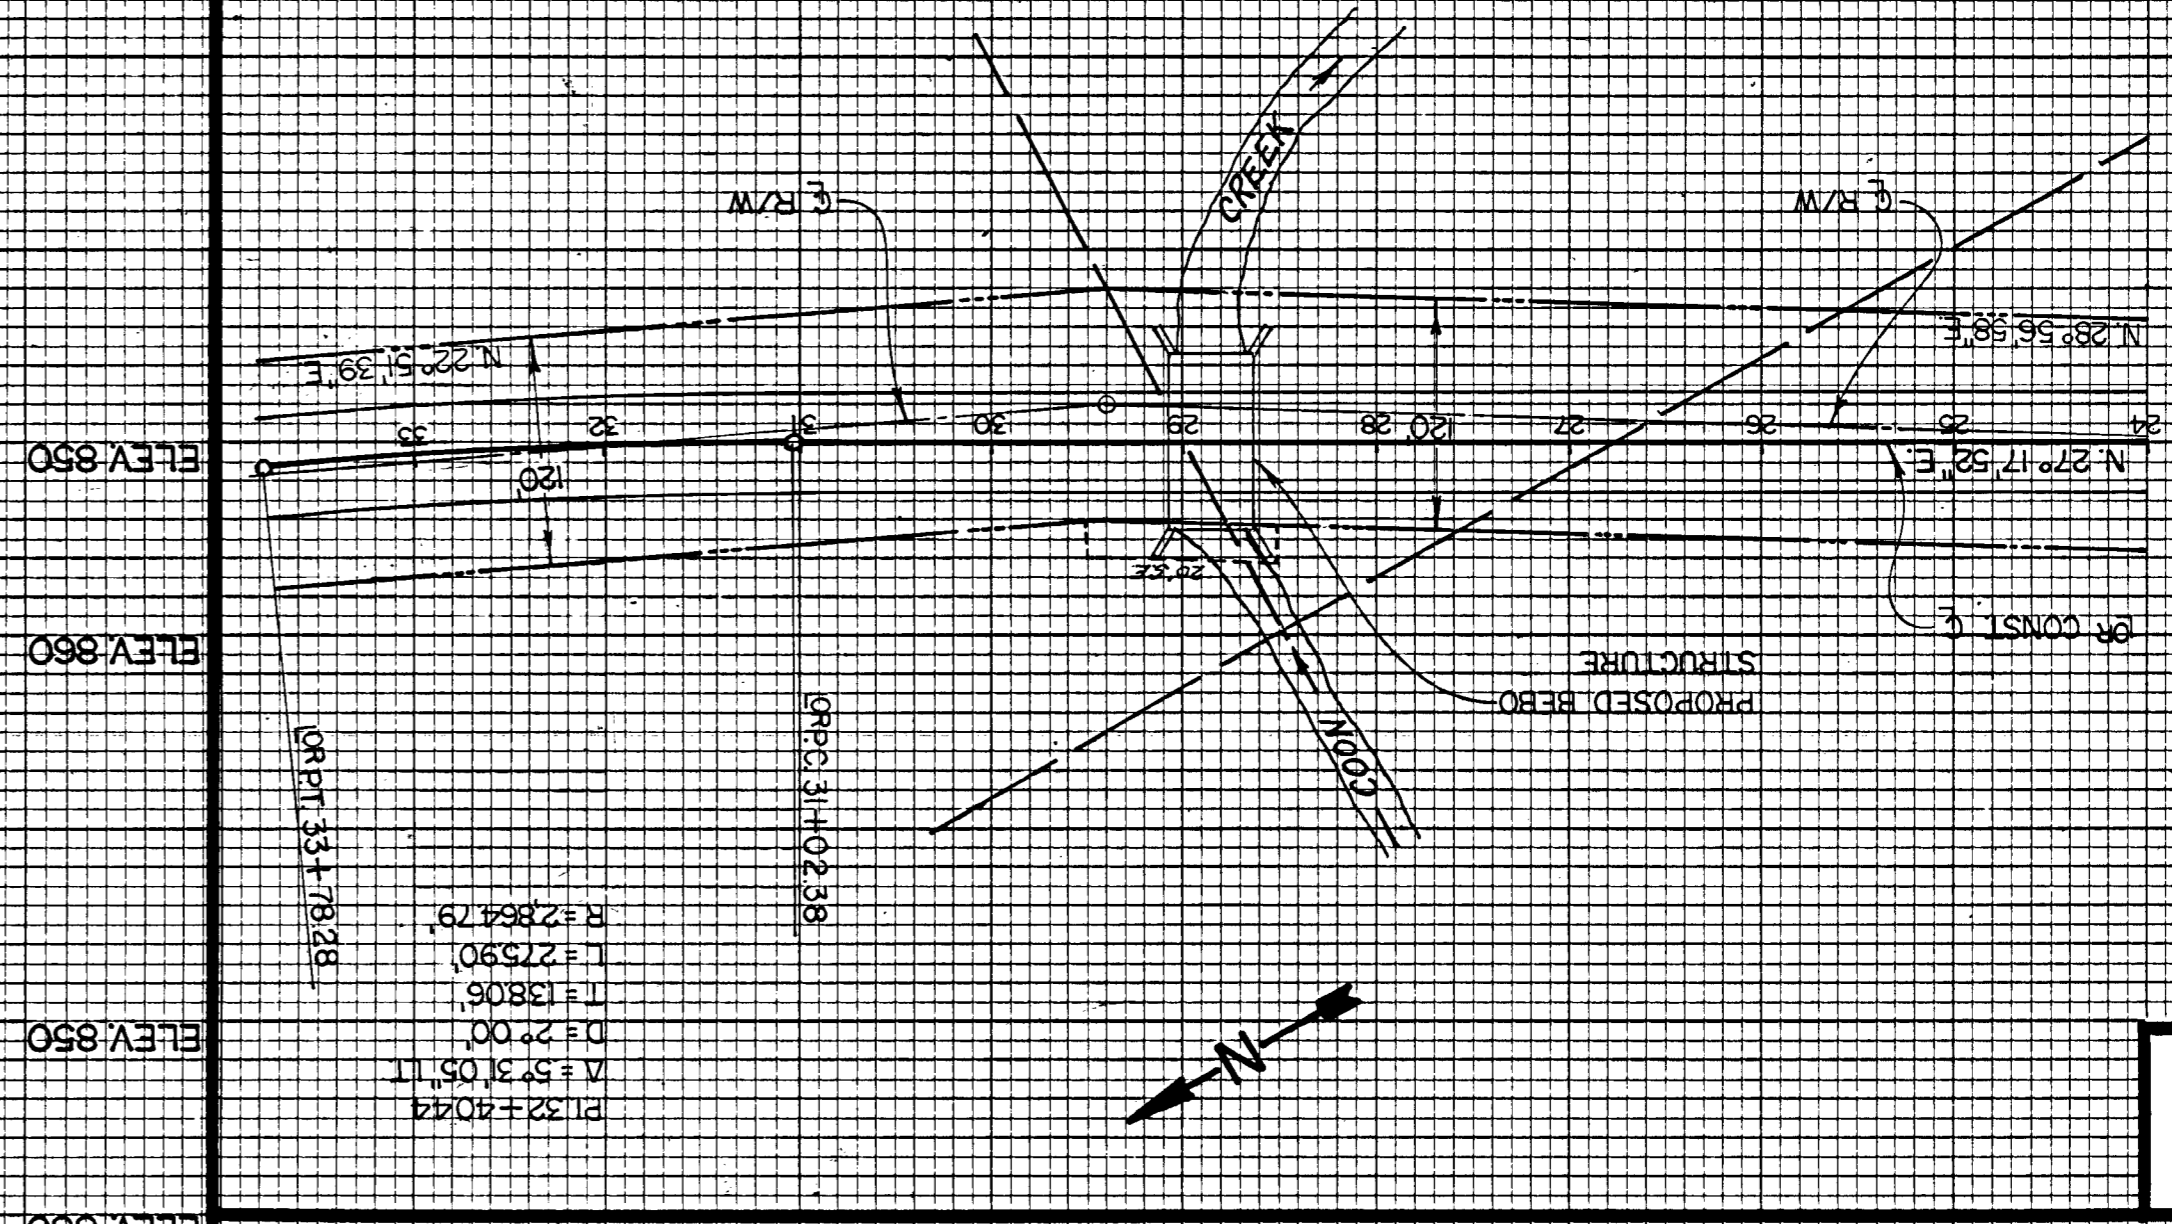 PI 32+40.44
Δ = 5° 31' 05" LT.
D = 2° 00'
T = 138.06'
L = 275.90'
R = 2,864.79'
N
ELEV. 850
PROPOSED BEBO
STRUCTURE
COON
LOR P.C. 31+02.38
LOR P.T. 33+78.28
ELEV. 860
LOR CONST. ℄
20' S.E.
120'
N. 27° 17' 52" E.
ELEV. 850
24
25
26
27
28
120'
29
30
31
32
33
N. 28° 56' 58" E.
N. 22° 51' 39" E
℄ R/W
℄ R/W
CREEK